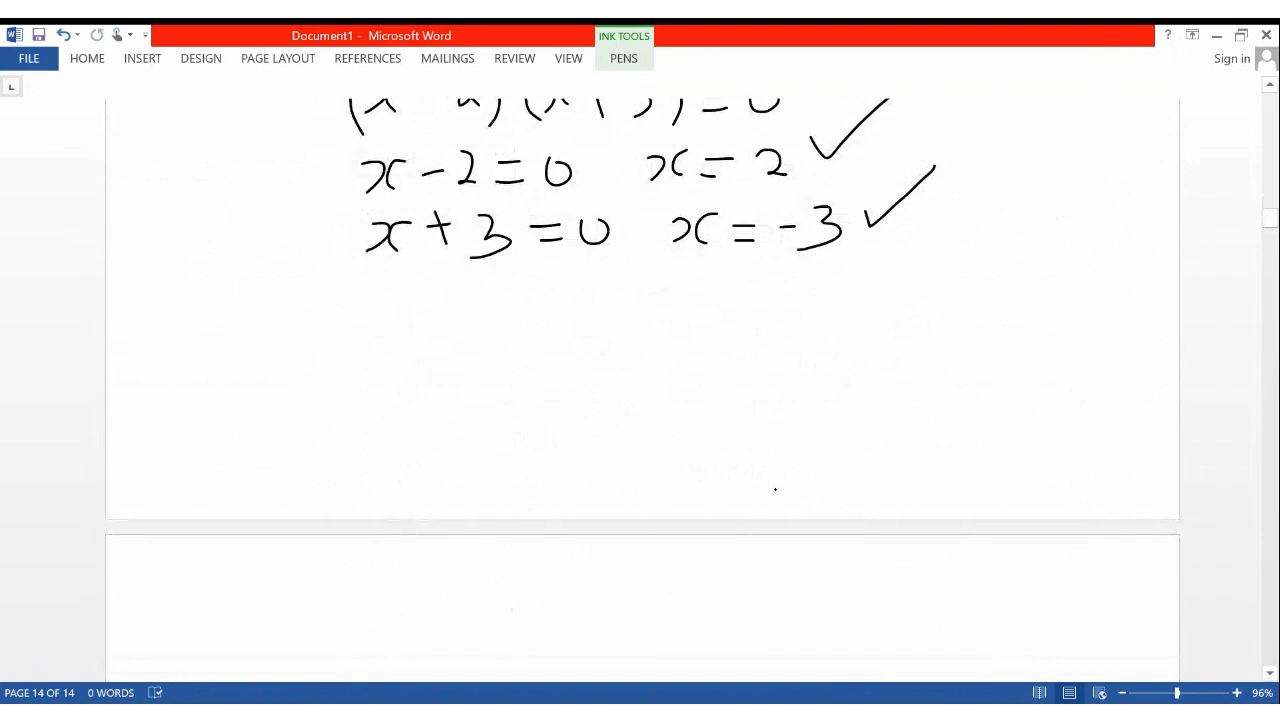 Document1 - Microsoft Word
INK TOOLS
?
FILE HOME INSERT DESIGN PAGE LAYOUT REFERENCES MAILINGS REVIEW VIEW PENS Sign in
x - 2 = 0 x = 2 ✓
x + 3 = 0 x = -3 ✓
PAGE 14 OF 14 0 WORDS 96%